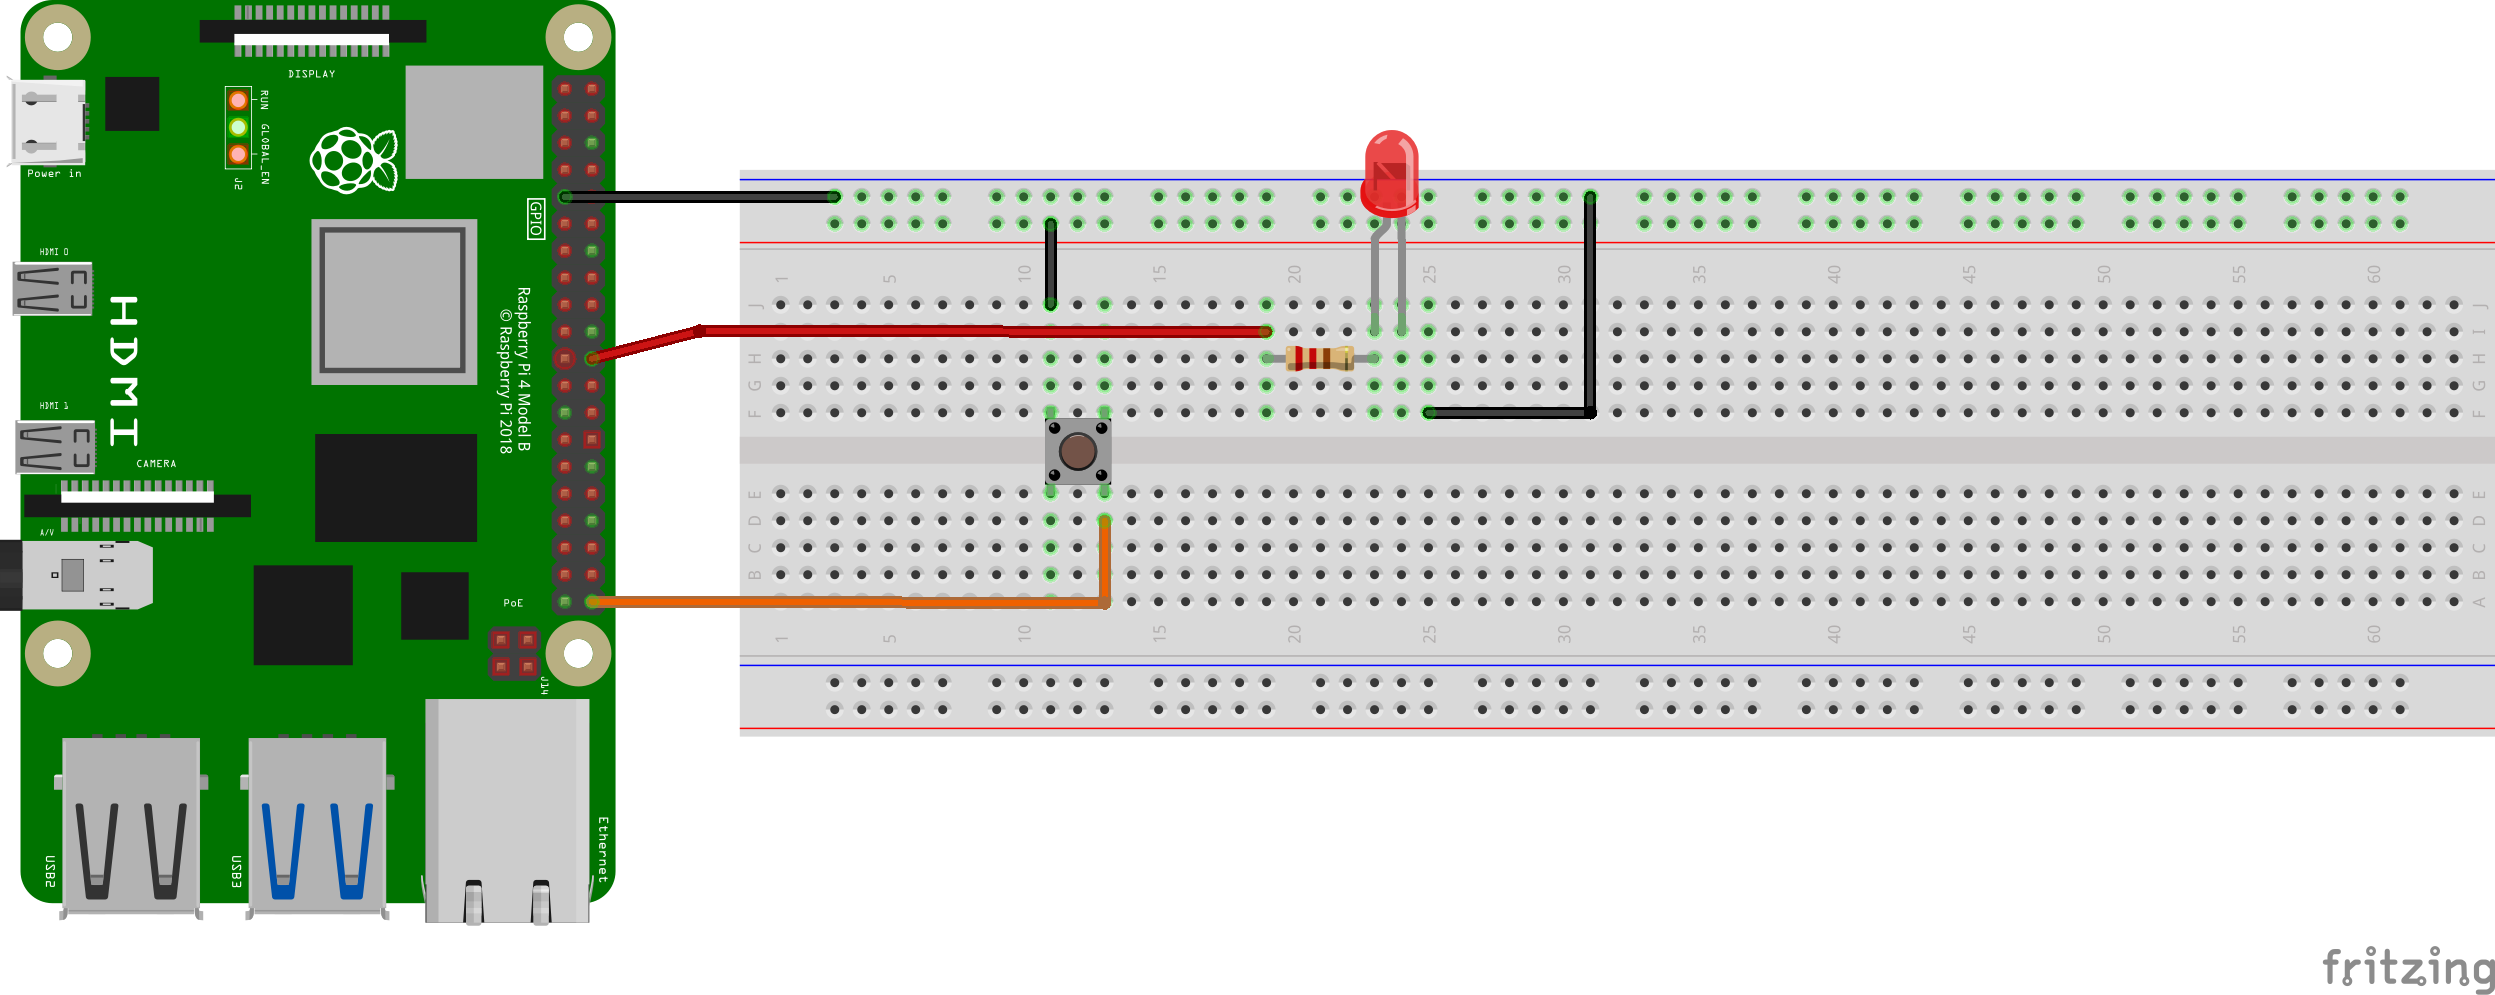 DISPLAY
RUN
GLOBAL_EN
J2
Power in
GPIO
HDMI 0
HDMI
Raspberry Pi 4 Model B
© Raspberry Pi 2018
HDMI 1
CAMERA
A/V
PoE
J14
USB2
USB3
Ethernet
1 5 10 15 20 25 30 35 40 45 50 55 60
J J
I I
H H
G G
F F
E E
D D
C C
B B
A A
1 5 10 15 20 25 30 35 40 45 50 55 60
fritzing